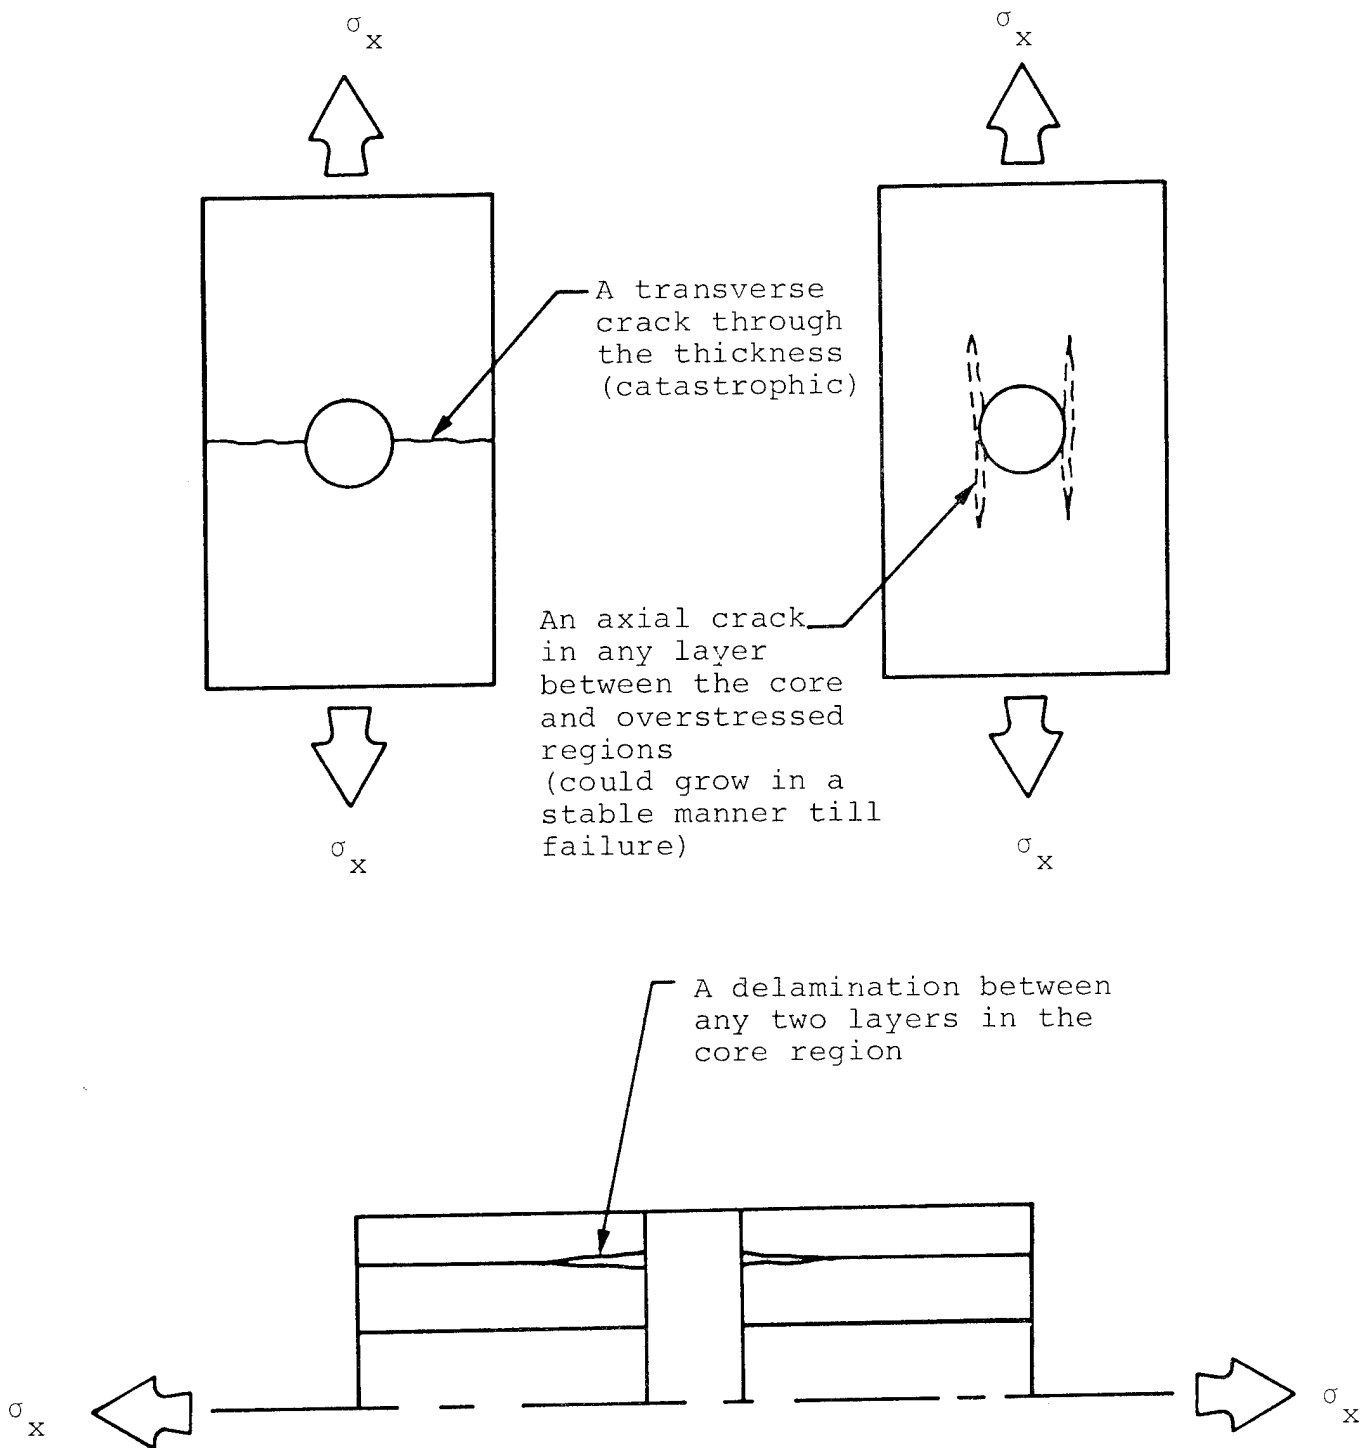 σx
σx
A transverse
crack through
the thickness
(catastrophic)
An axial crack
in any layer
between the core
and overstressed
regions
(could grow in a
stable manner till
failure)
σx
σx
A delamination between
any two layers in the
core region
σx
σx